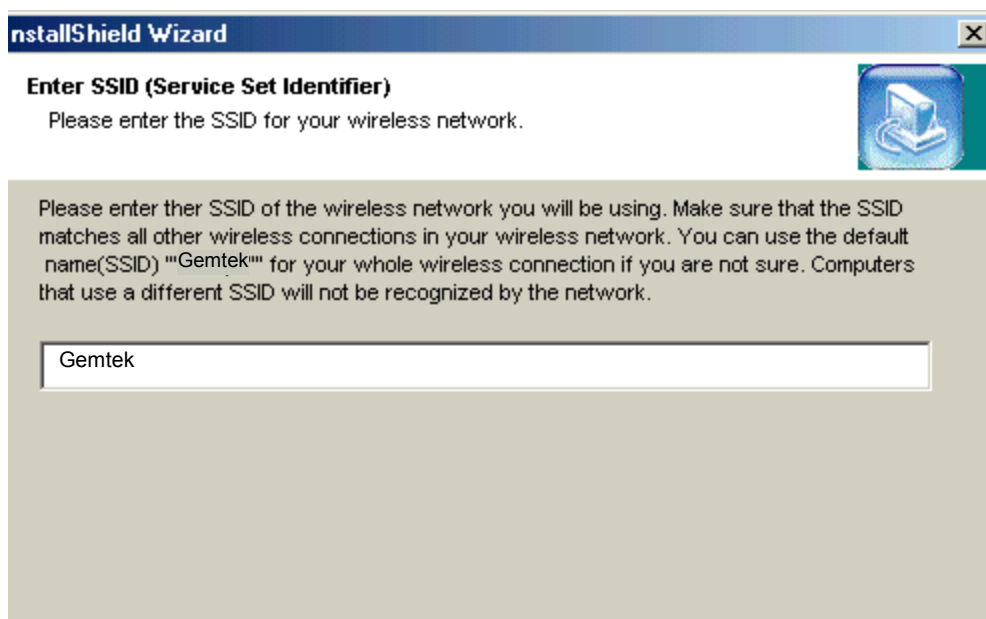 nstallShield Wizard
Enter SSID (Service Set Identifier)
Please enter the SSID for your wireless network.
Please enter ther SSID of the wireless network you will be using. Make sure that the SSID
matches all other wireless connections in your wireless network. You can use the default
name(SSID) "'Gemtek'" for your whole wireless connection if you are not sure. Computers
that use a different SSID will not be recognized by the network.
Gemtek